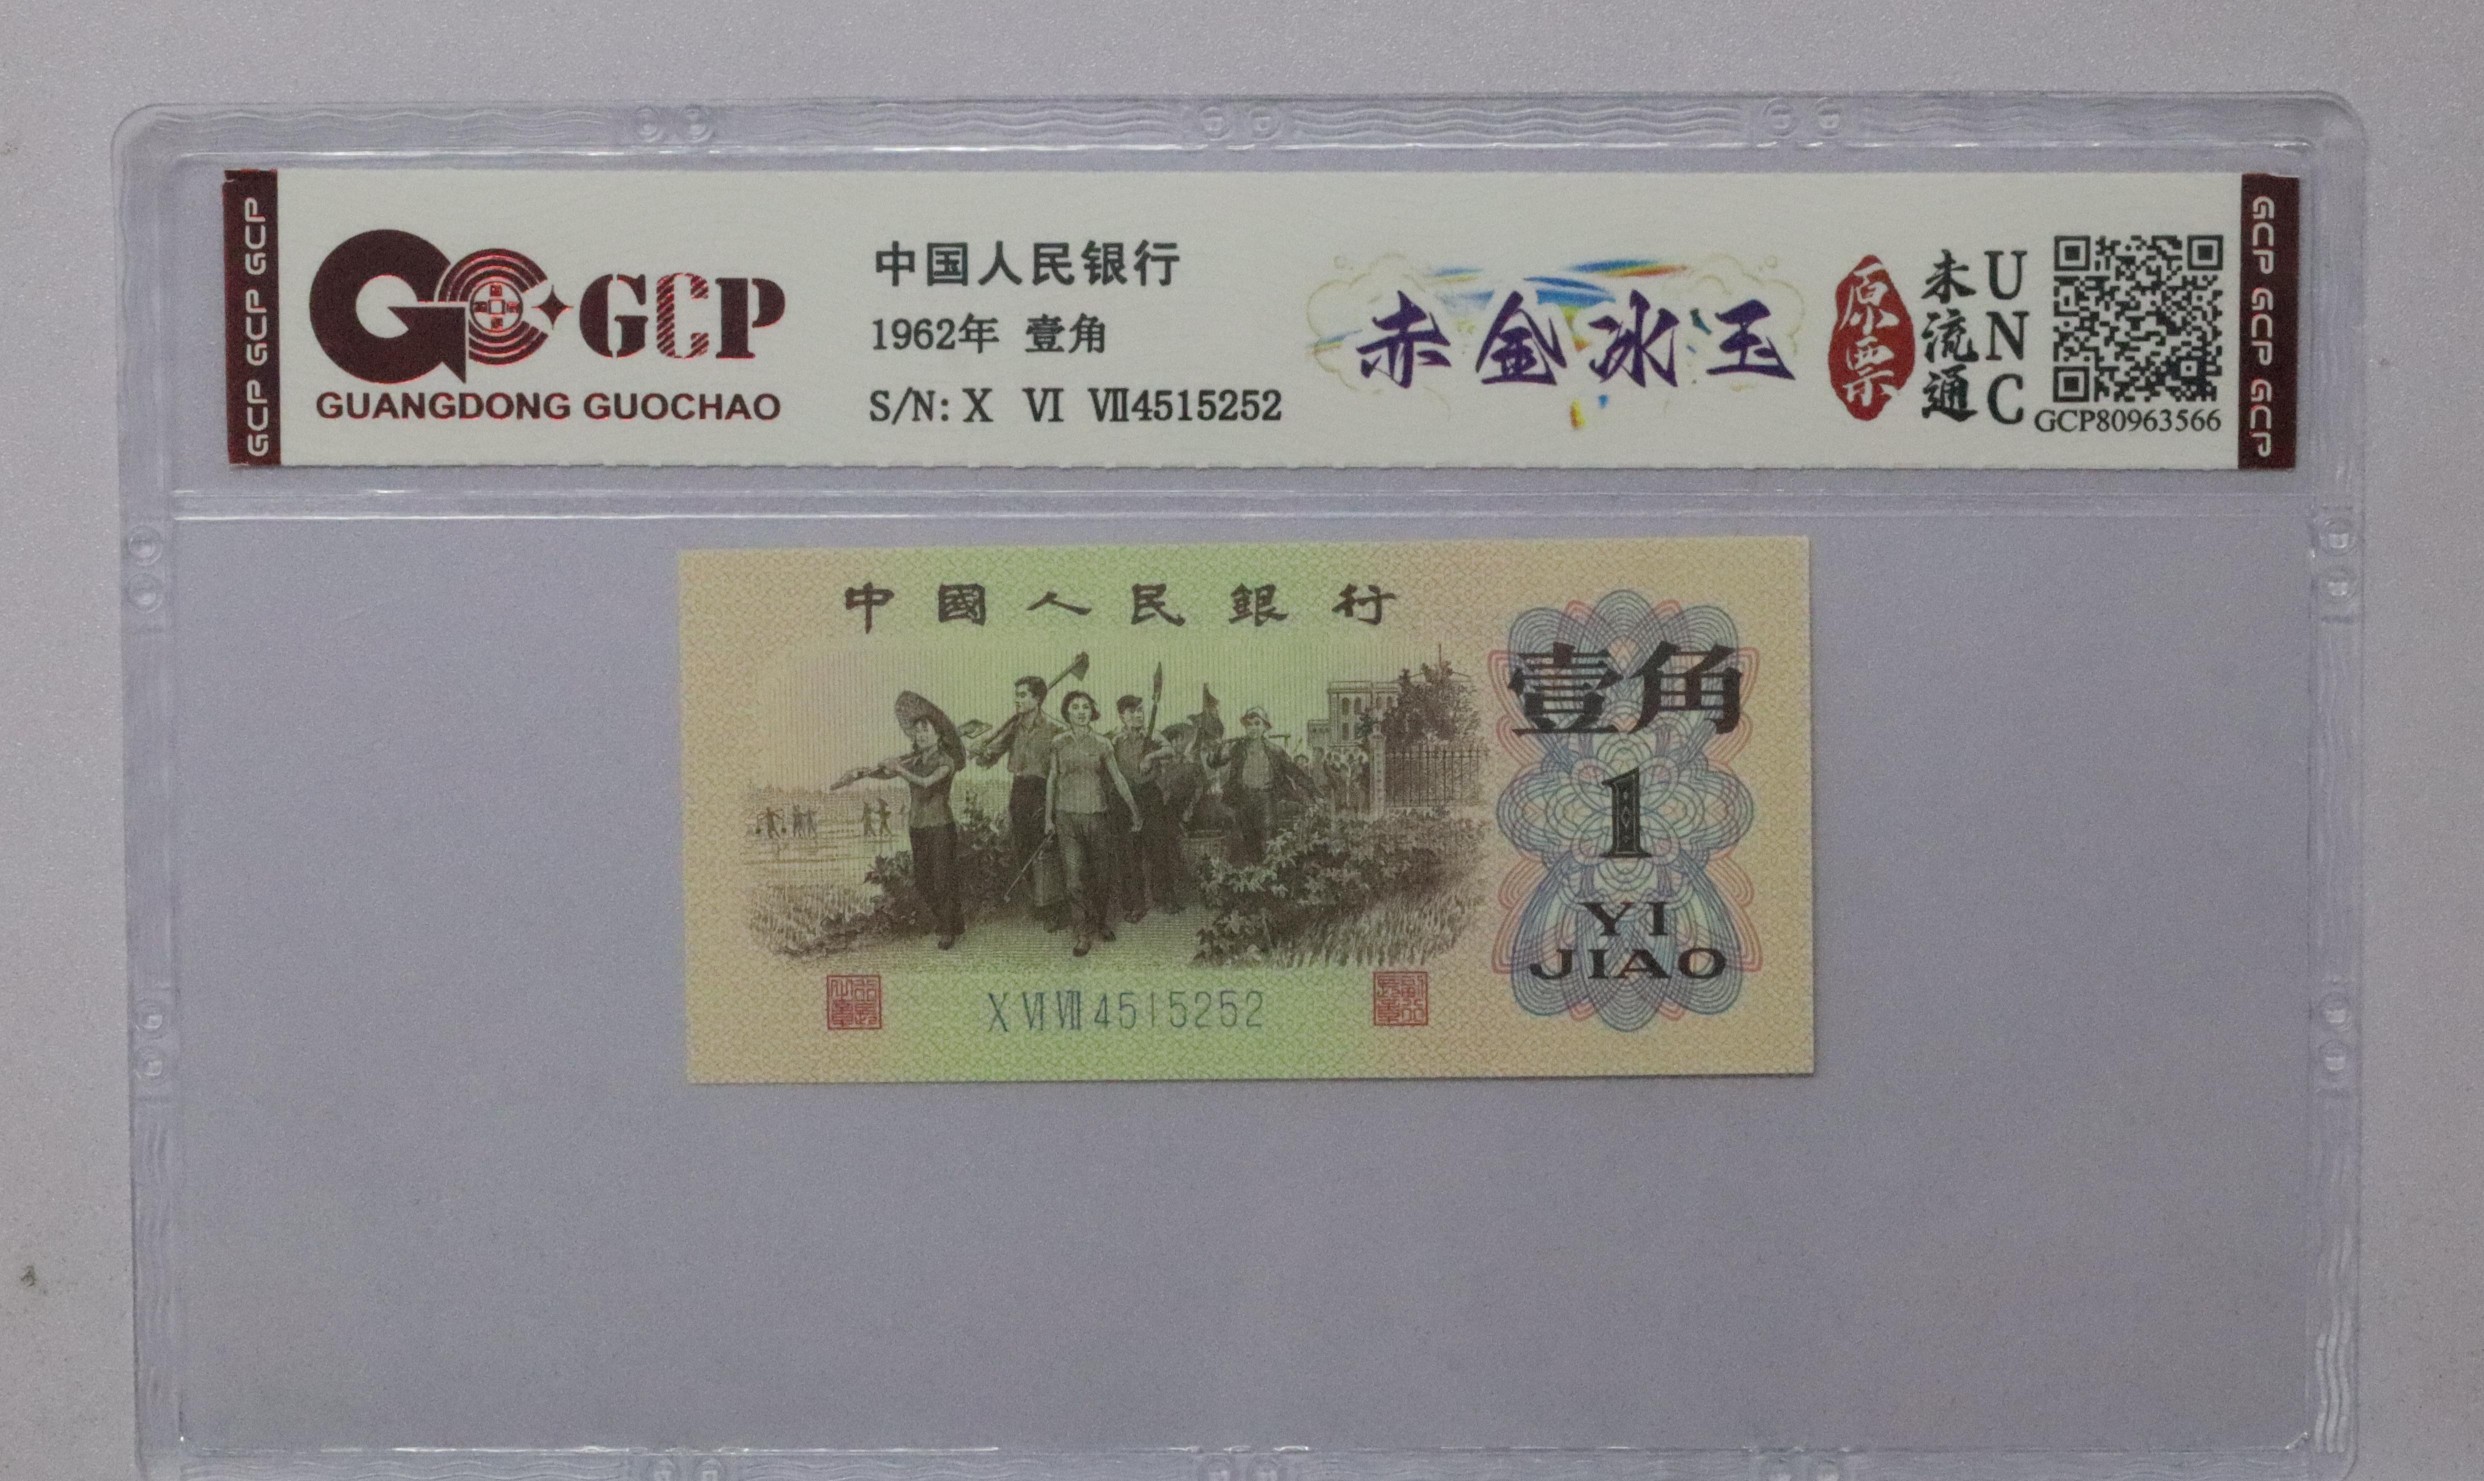 GCP GCP GCP
GCP
GUANGDONG GUOCHAO
中国人民银行
1962年 壹角
S/N: X VI VII4515252
赤金冰玉
原票
未流通
UNC
GCP80963566
GCP GCP GCP
中國人民銀行
壹角
1
YI
JIAO
X VI VII 4515252